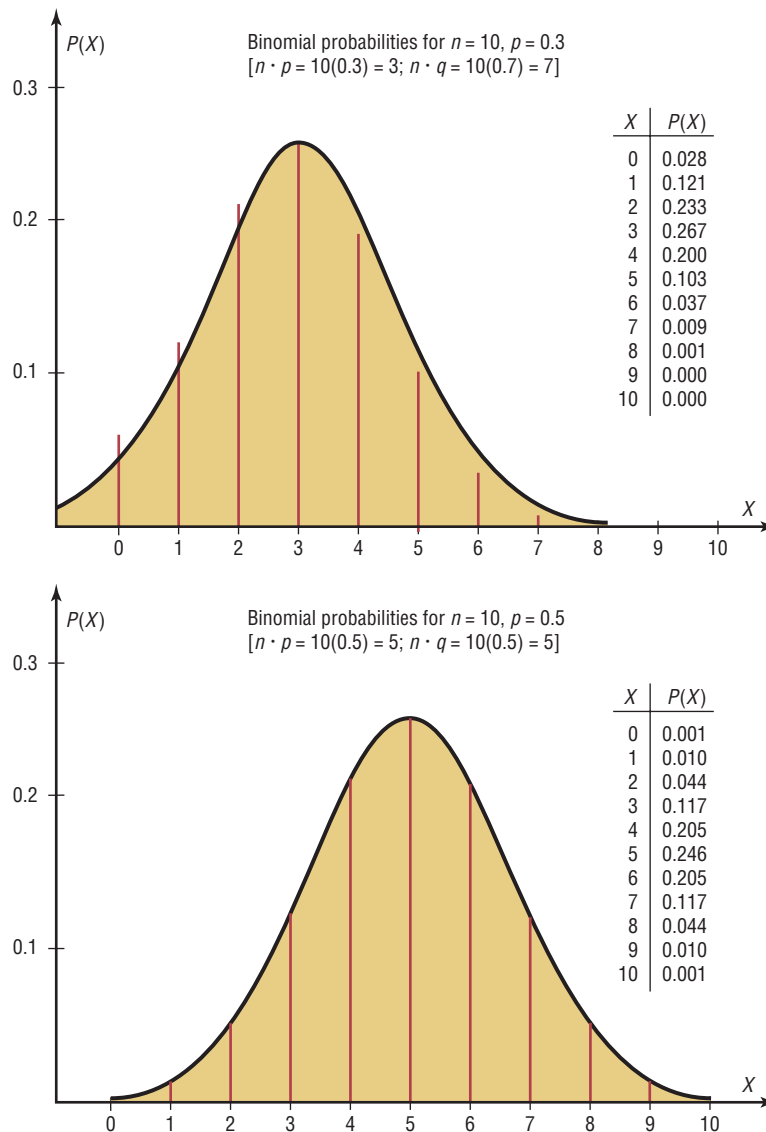 P(X)
Binomial probabilities for n = 10, p = 0.3
[n · p = 10(0.3) = 3; n · q = 10(0.7) = 7]
0.3
0.2
0.1
X P(X)
0 0.028
1 0.121
2 0.233
3 0.267
4 0.200
5 0.103
6 0.037
7 0.009
8 0.001
9 0.000
10 0.000
X
0 1 2 3 4 5 6 7 8 9 10
P(X)
Binomial probabilities for n = 10, p = 0.5
[n · p = 10(0.5) = 5; n · q = 10(0.5) = 5]
0.3
0.2
0.1
X P(X)
0 0.001
1 0.010
2 0.044
3 0.117
4 0.205
5 0.246
6 0.205
7 0.117
8 0.044
9 0.010
10 0.001
X
0 1 2 3 4 5 6 7 8 9 10